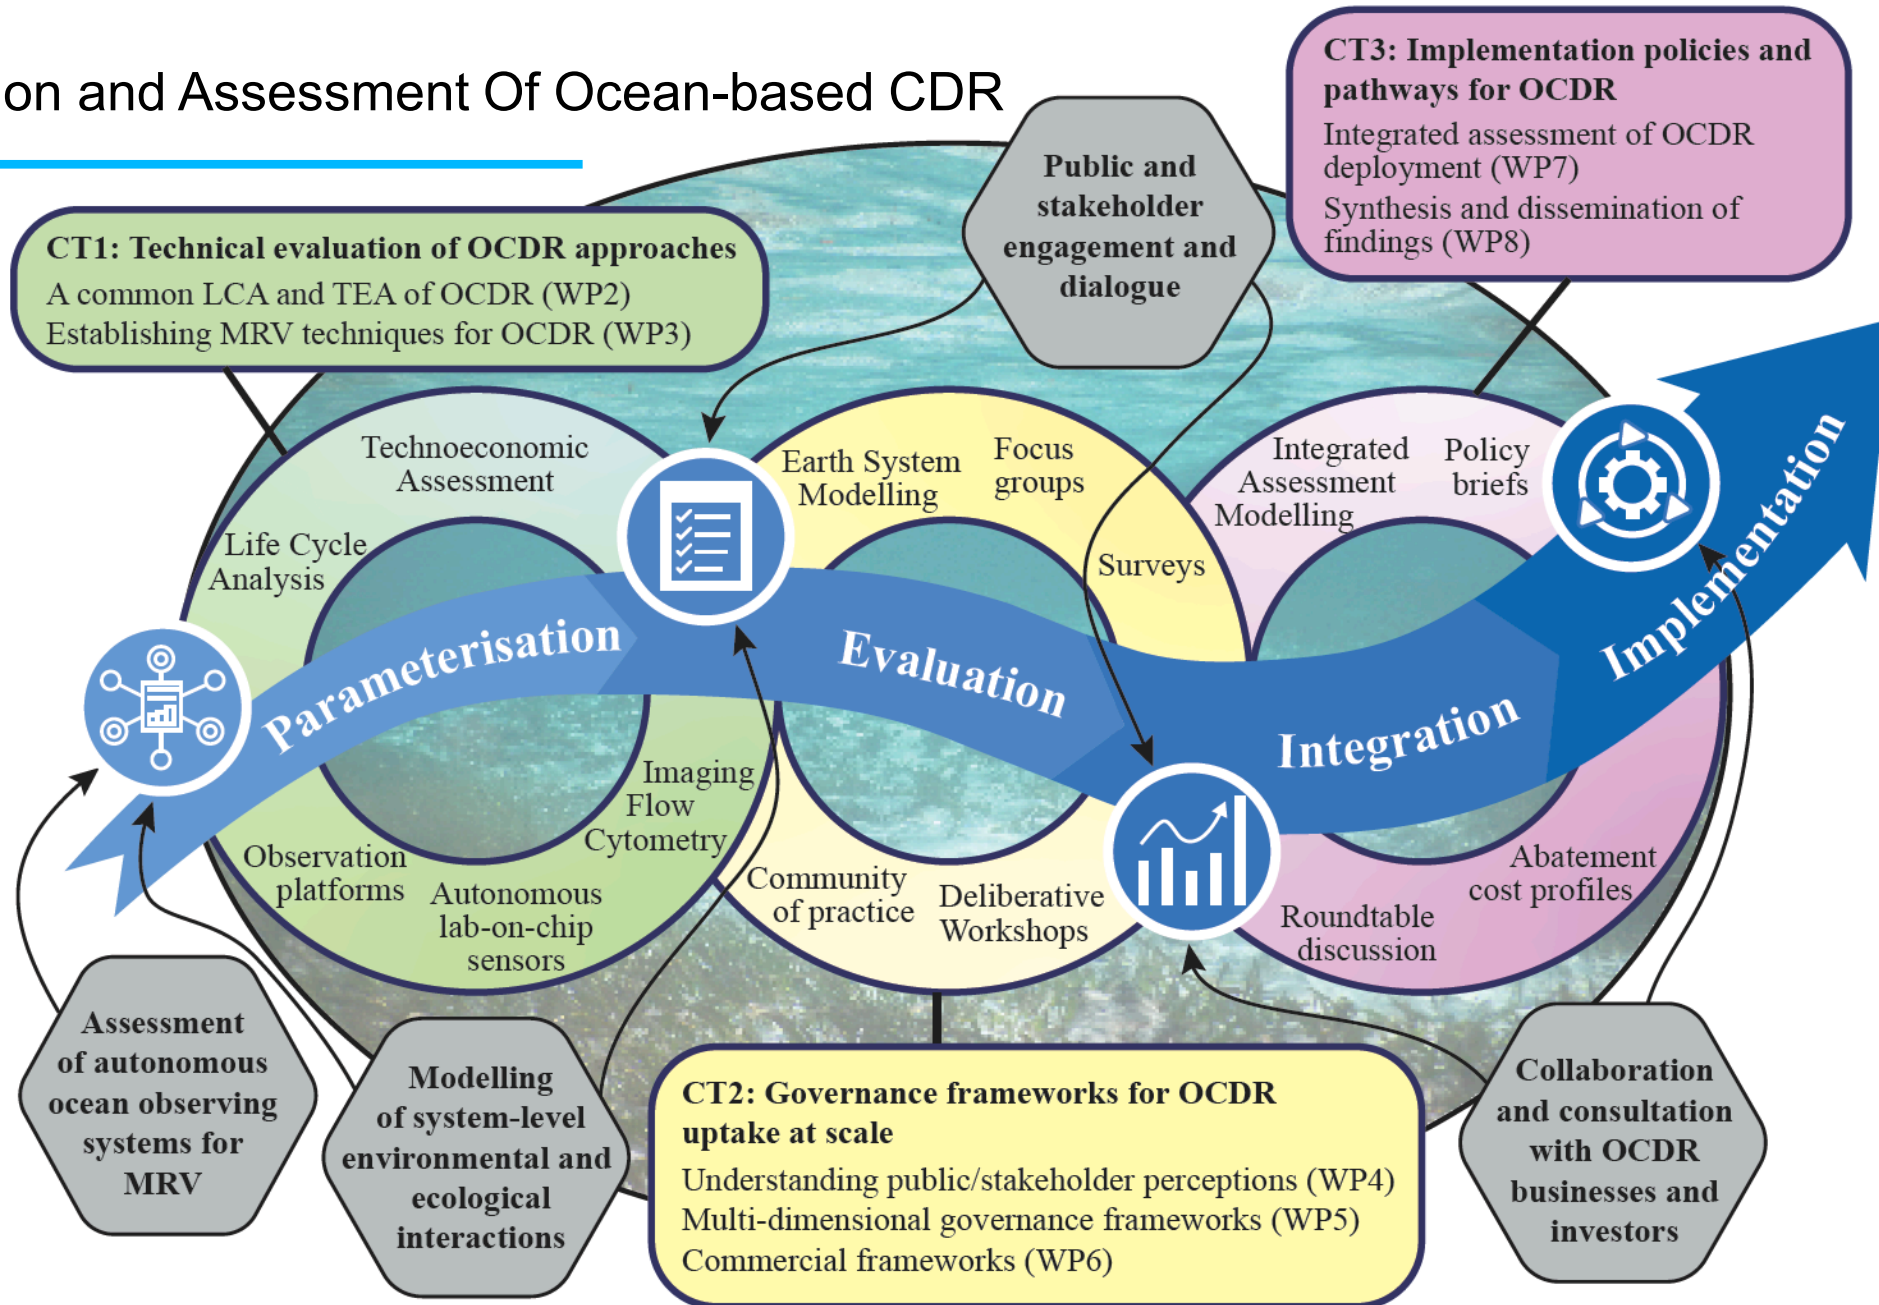 on and Assessment Of Ocean-based CDR
CT3: Implementation policies and
pathways for OCDR
Integrated assessment of OCDR
deployment (WP7)
Synthesis and dissemination of
findings (WP8)
Public and
stakeholder
engagement and
dialogue
CT1: Technical evaluation of OCDR approaches
A common LCA and TEA of OCDR (WP2)
Establishing MRV techniques for OCDR (WP3)
Technoeconomic
Assessment
Life Cycle
Analysis
Earth System
Modelling
Focus
groups
Surveys
Integrated
Assessment
Modelling
Policy
briefs
Parameterisation
Evaluation
Integration
Implementation
Imaging
Flow
Cytometry
Observation
platforms
Autonomous
lab-on-chip
sensors
Community
of practice
Deliberative
Workshops
Roundtable
discussion
Abatement
cost profiles
Assessment
of autonomous
ocean observing
systems for
MRV
Modelling
of system-level
environmental and
ecological
interactions
CT2: Governance frameworks for OCDR
uptake at scale
Understanding public/stakeholder perceptions (WP4)
Multi-dimensional governance frameworks (WP5)
Commercial frameworks (WP6)
Collaboration
and consultation
with OCDR
businesses and
investors